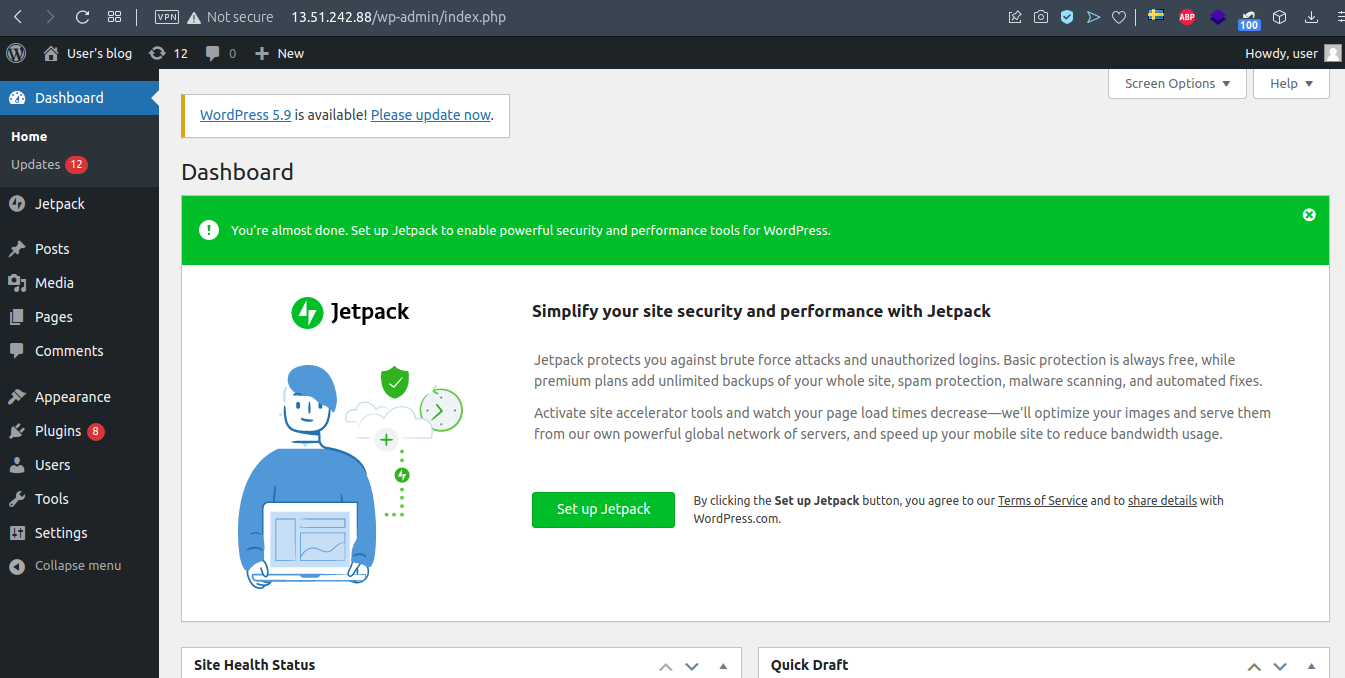 VPN Not secure 13.51.242.88/wp-admin/index.php ABP 100
User's blog 12 0 New Howdy, user
Dashboard
Home
Updates 12
Jetpack
Posts
Media
Pages
Comments
Appearance
Plugins 8
Users
Tools
Settings
Collapse menu
Screen Options Help
WordPress 5.9 is available! Please update now.
Dashboard
You're almost done. Set up Jetpack to enable powerful security and performance tools for WordPress.
Jetpack
Simplify your site security and performance with Jetpack
Jetpack protects you against brute force attacks and unauthorized logins. Basic protection is always free, while
premium plans add unlimited backups of your whole site, spam protection, malware scanning, and automated fixes.
Activate site accelerator tools and watch your page load times decrease—we'll optimize your images and serve them
from our own powerful global network of servers, and speed up your mobile site to reduce bandwidth usage.
Set up Jetpack
By clicking the Set up Jetpack button, you agree to our Terms of Service and to share details with
WordPress.com.
Site Health Status
Quick Draft